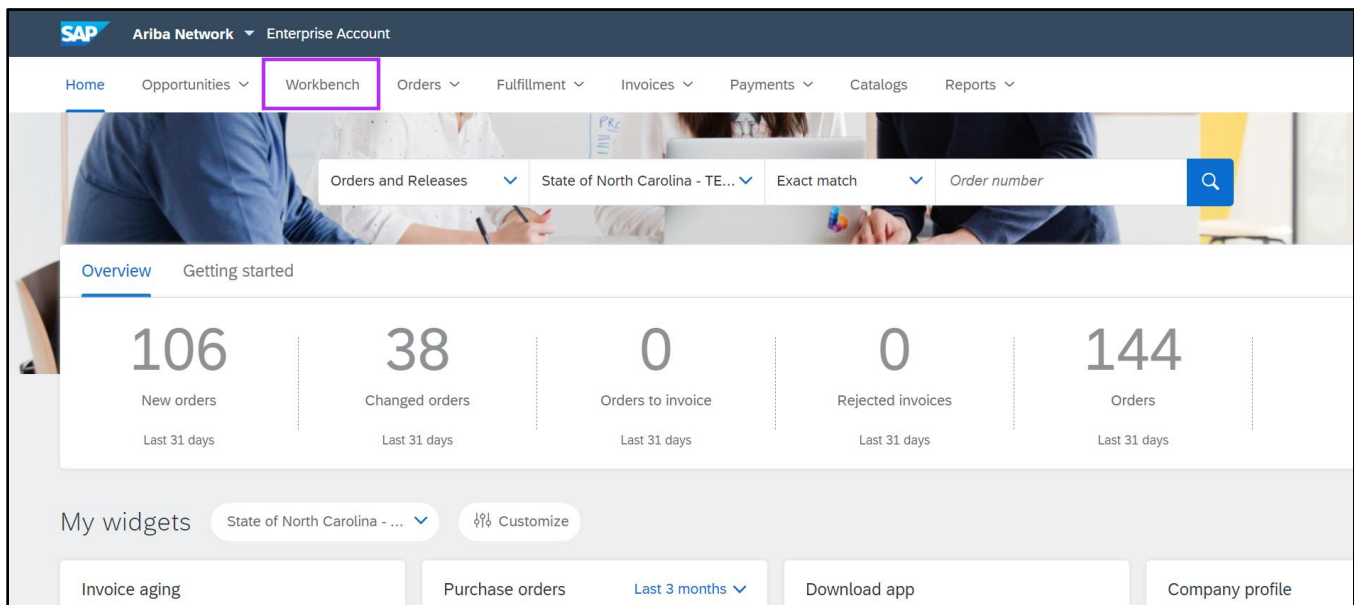 SAP Ariba Network Enterprise Account
Home Opportunities Workbench Orders Fulfillment Invoices Payments Catalogs Reports
Orders and Releases State of North Carolina - TE... Exact match Order number
Overview Getting started
106 38 0 0 144
New orders Changed orders Orders to invoice Rejected invoices Orders
Last 31 days Last 31 days Last 31 days Last 31 days Last 31 days
My widgets State of North Carolina - ... Customize
Invoice aging Purchase orders Last 3 months Download app Company profile